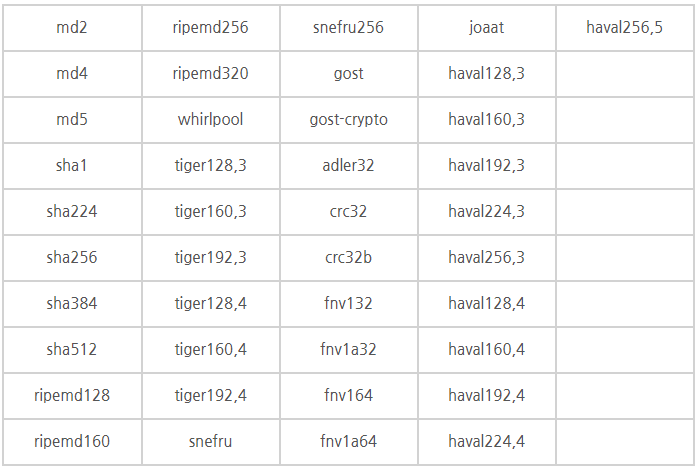 md2 ripemd256 snefru256 joaat haval256,5
md4 ripemd320 gost haval128,3
md5 whirlpool gost-crypto haval160,3
sha1 tiger128,3 adler32 haval192,3
sha224 tiger160,3 crc32 haval224,3
sha256 tiger192,3 crc32b haval256,3
sha384 tiger128,4 fnv132 haval128,4
sha512 tiger160,4 fnv1a32 haval160,4
ripemd128 tiger192,4 fnv164 haval192,4
ripemd160 snefru fnv1a64 haval224,4